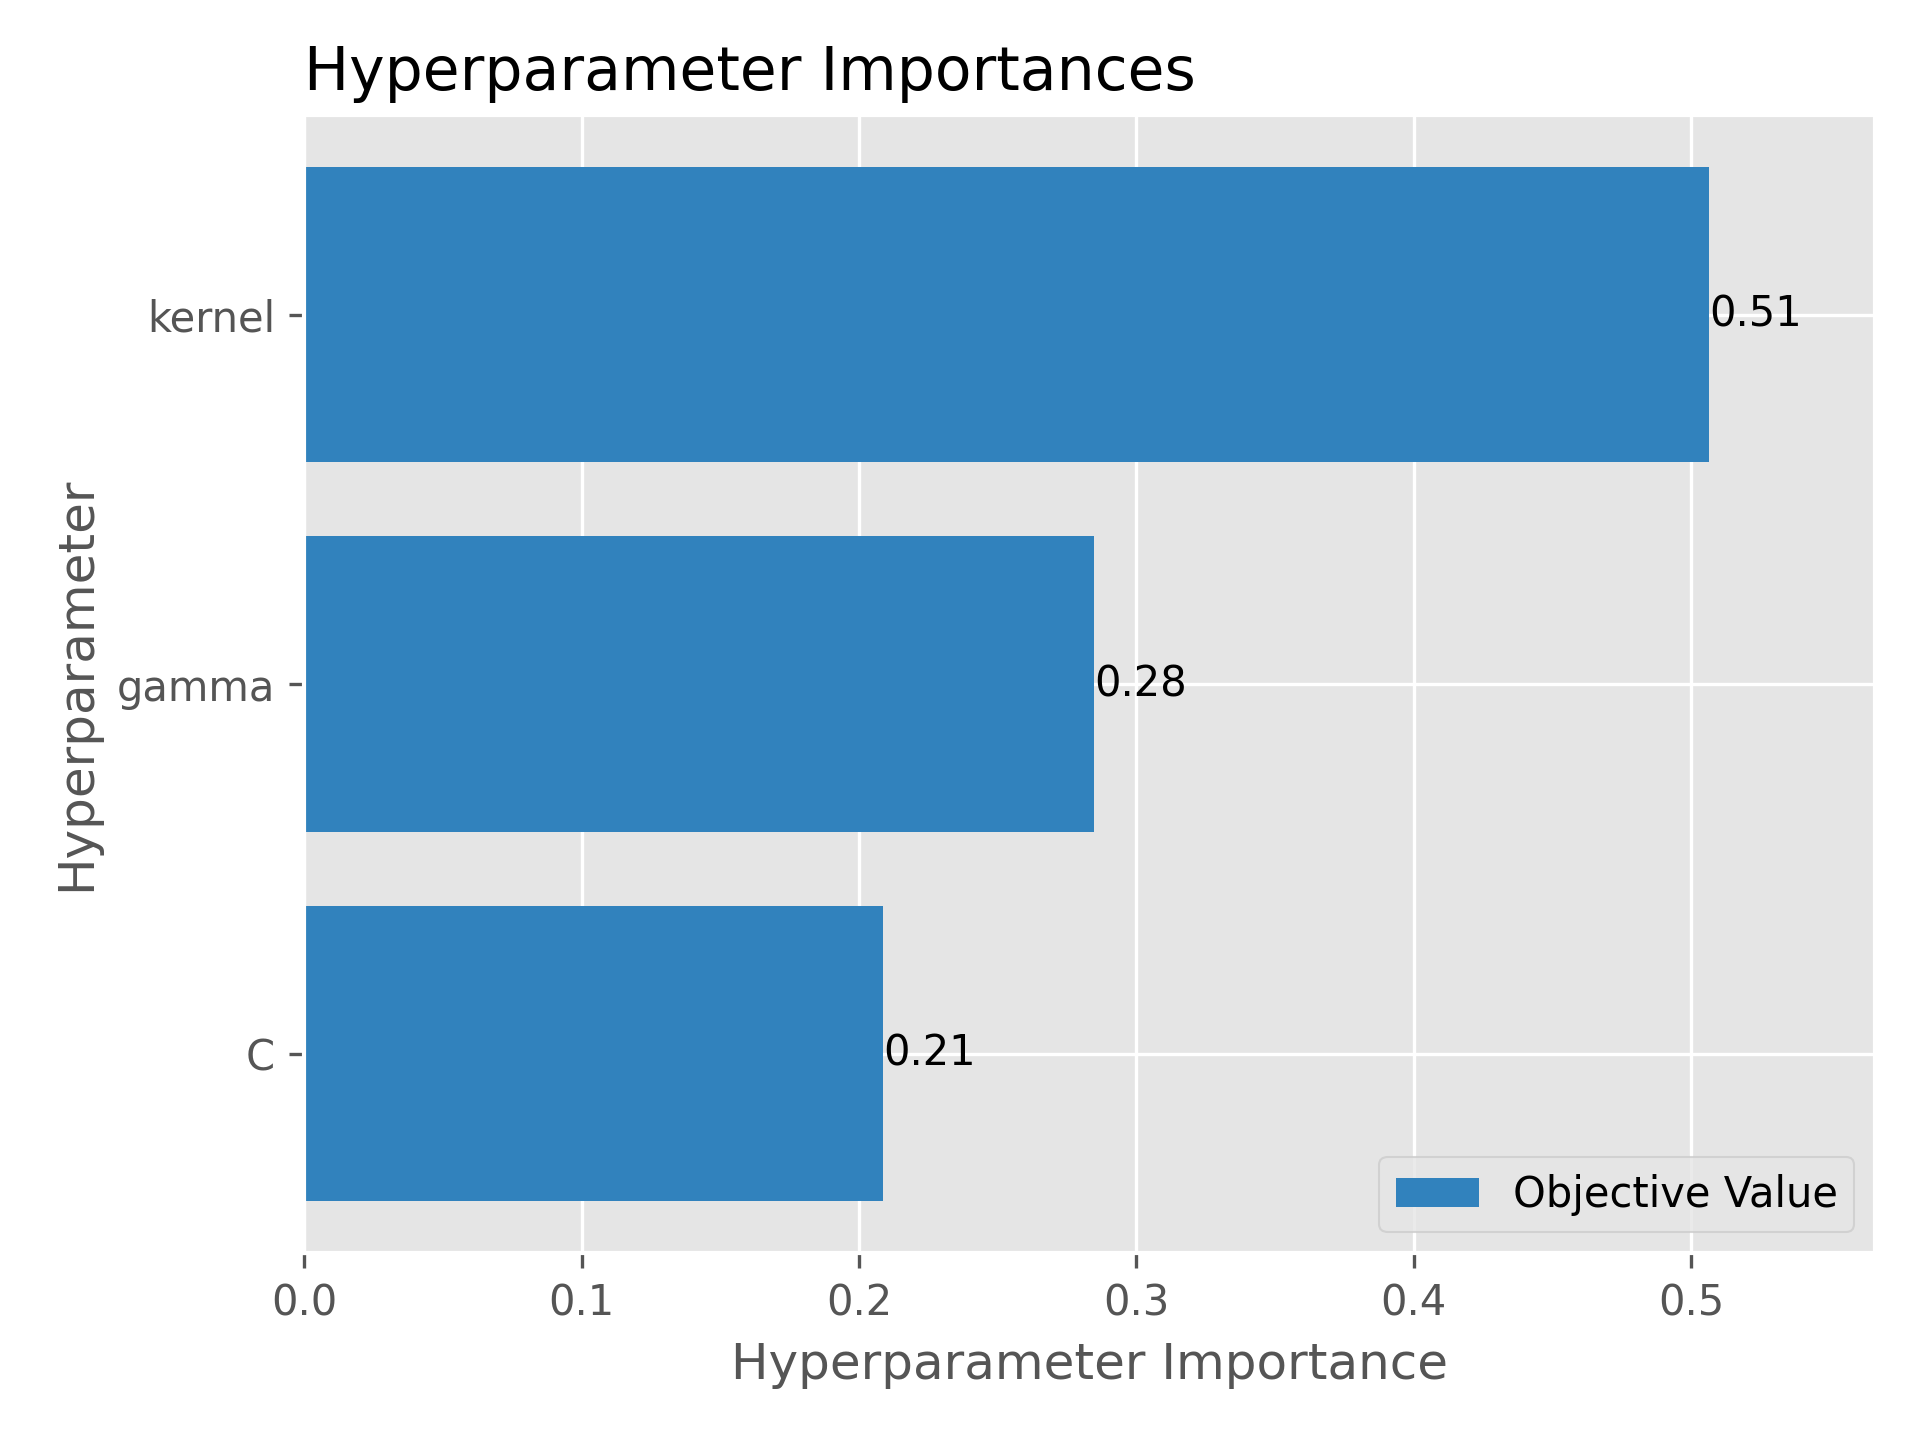 Hyperparameter Importances
Hyperparameter
kernel
0.51
gamma
0.28
C
0.21
Objective Value
0.0 0.1 0.2 0.3 0.4 0.5
Hyperparameter Importance